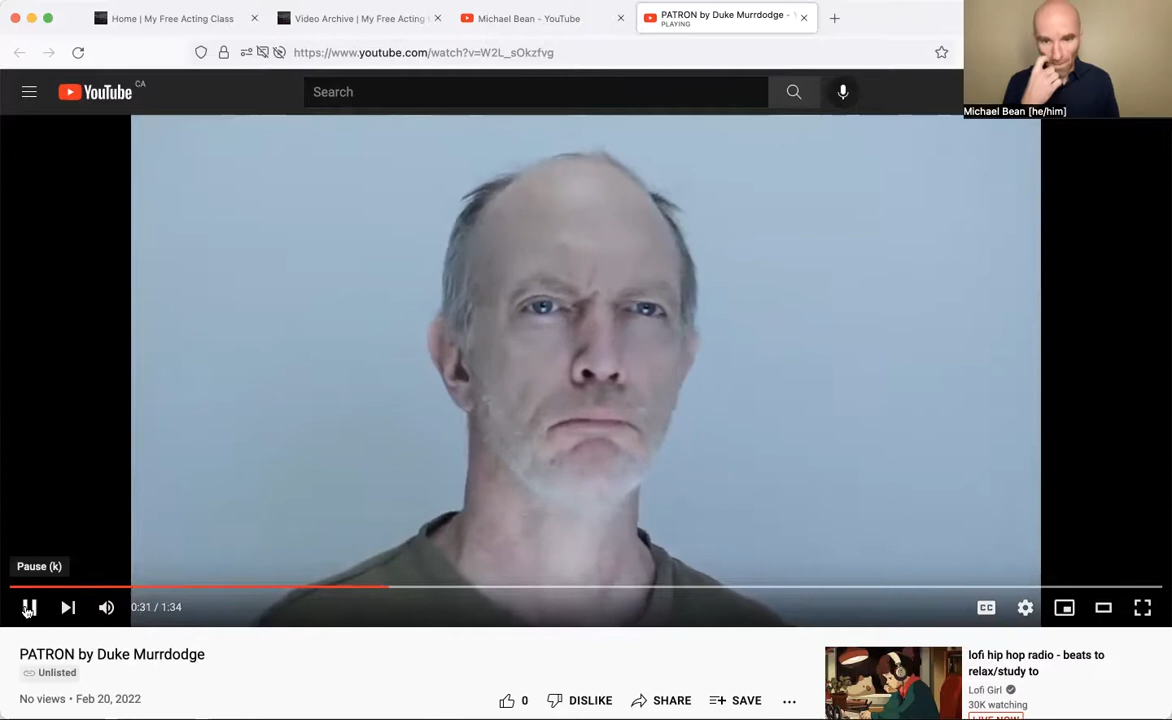 Home | My Free Acting Class
Video Archive | My Free Acting
Michael Bean - YouTube
PATRON by Duke Murrdodge -
PLAYING
https://www.youtube.com/watch?v=W2L_sOkzfvg
YouTube CA
Search
Michael Bean [he/him]
Pause (k)
0:31 / 1:34
CC
PATRON by Duke Murrdodge
Unlisted
No views • Feb 20, 2022
0
DISLIKE
SHARE
SAVE
lofi hip hop radio - beats to
relax/study to
Lofi Girl
30K watching
LIVE NOW